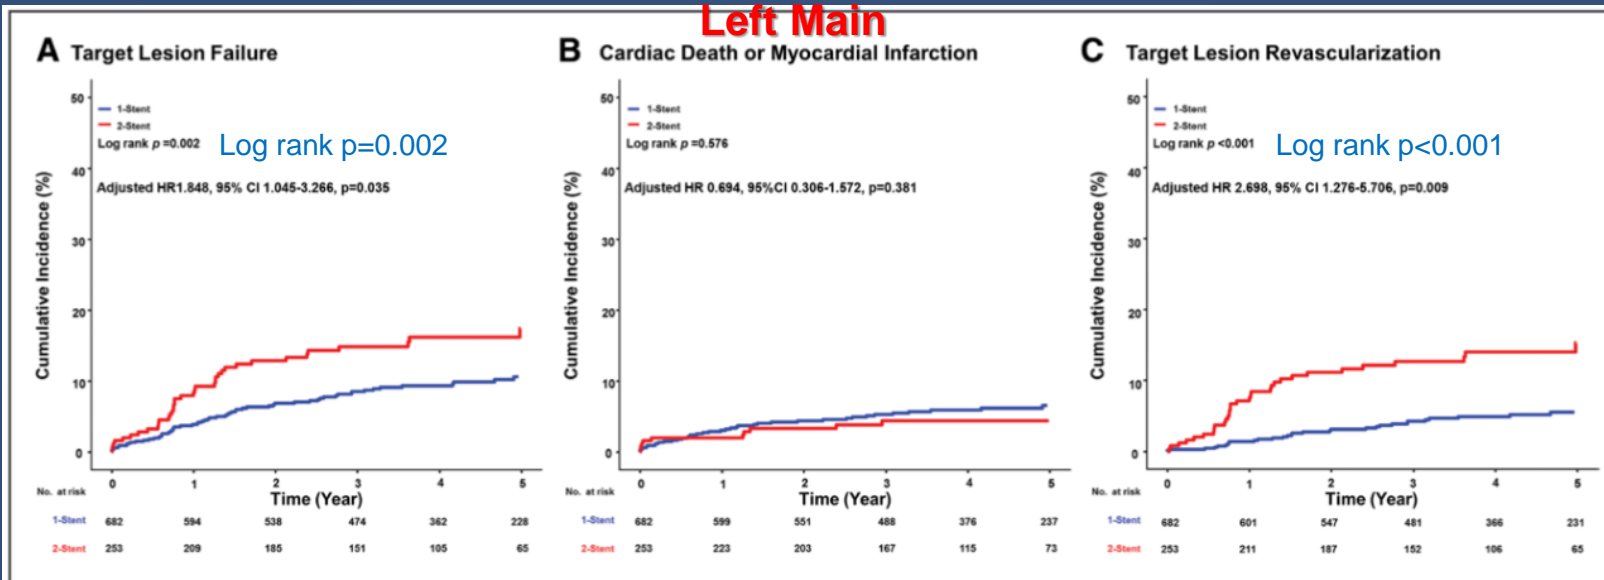 Left Main
A Target Lesion Failure
50
1-Stent
2-Stent
Log rank p =0.002
Log rank p=0.002
40
Adjusted HR1.848, 95% CI 1.045-3.266, p=0.035
Cumulative Incidence (%)
30
20
10
0
0 1 2 3 4 5
No. at risk
Time (Year)
1-Stent 682 594 538 474 362 228
2-Stent 253 209 185 151 105 65
B Cardiac Death or Myocardial Infarction
50
1-Stent
2-Stent
Log rank p =0.576
40
Adjusted HR 0.694, 95%CI 0.306-1.572, p=0.381
Cumulative Incidence (%)
30
20
10
0
0 1 2 3 4 5
No. at risk
Time (Year)
1-Stent 682 599 551 488 376 237
2-Stent 253 223 203 167 115 73
C Target Lesion Revascularization
50
1-Stent
2-Stent
Log rank p <0.001
Log rank p<0.001
40
Adjusted HR 2.698, 95% CI 1.276-5.706, p=0.009
Cumulative Incidence (%)
30
20
10
0
0 1 2 3 4 5
No. at risk
Time (Year)
1-Stent 682 601 547 481 366 231
2-Stent 253 211 187 152 106 65